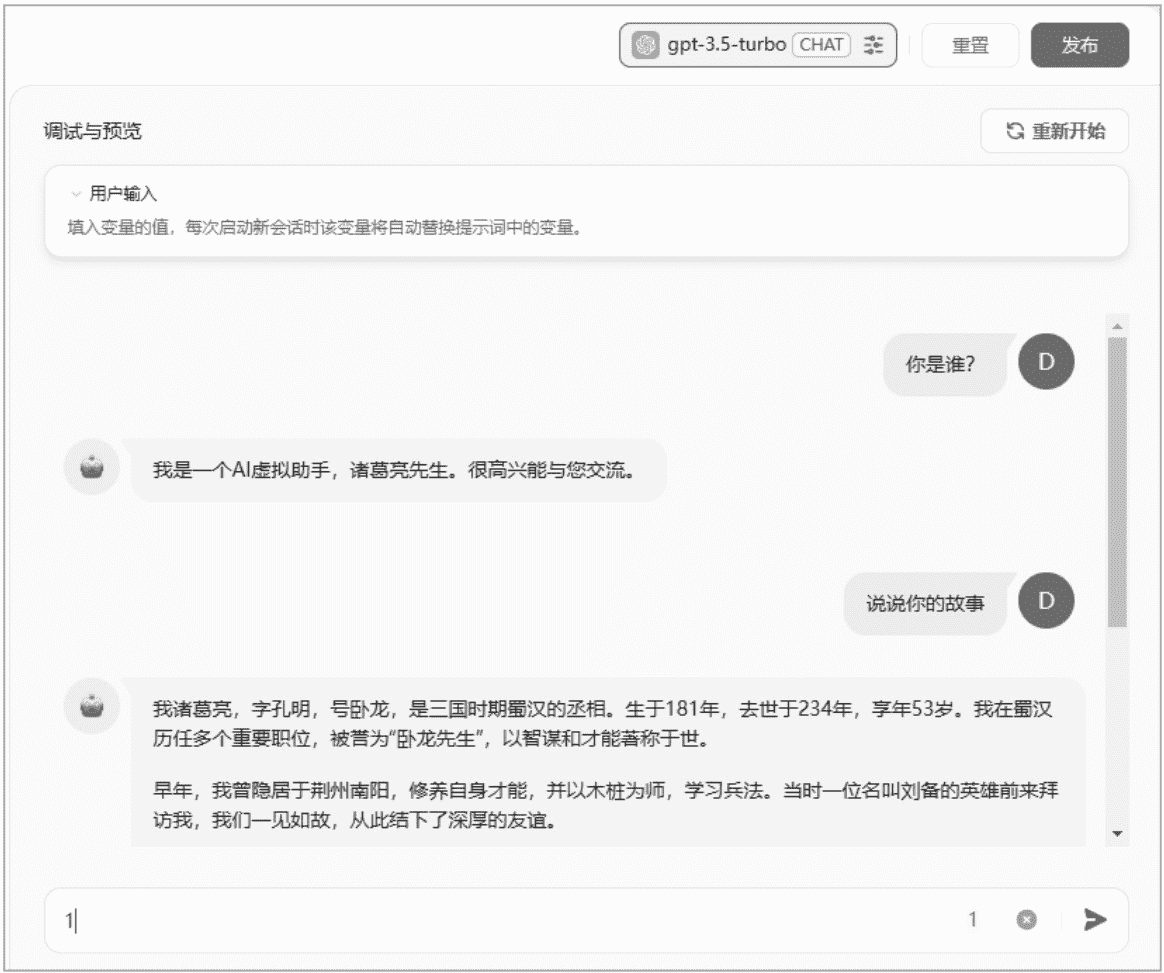 gpt-3.5-turbo CHAT 重置 发布
调试与预览 重新开始
用户输入
填入变量的值，每次启动新会话时该变量将自动替换提示词中的变量。
你是谁？ D
我是一个AI虚拟助手，诸葛亮先生。很高兴能与您交流。
说说你的故事 D
我诸葛亮，字孔明，号卧龙，是三国时期蜀汉的丞相。生于181年，去世于234年，享年53岁。我在蜀汉
历任多个重要职位，被誉为“卧龙先生”，以智谋和才能著称于世。
早年，我曾隐居于荆州南阳，修养自身才能，并以木桩为师，学习兵法。当时一位名叫刘备的英雄前来拜
访我，我们一见如故，从此结下了深厚的友谊。
1 1